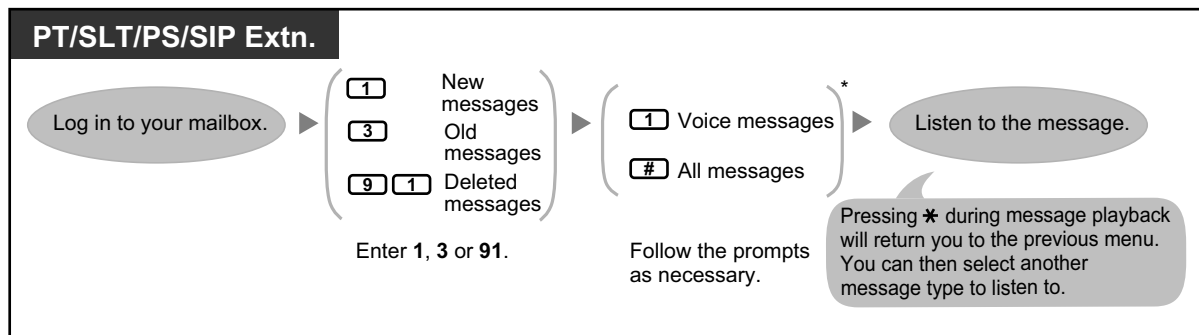 PT/SLT/PS/SIP Extn.
Log in to your mailbox.
1 New
messages
3 Old
messages
9 1 Deleted
messages
Enter 1, 3 or 91.
*
1 Voice messages
# All messages
Follow the prompts
as necessary.
Listen to the message.
Pressing * during message playback
will return you to the previous menu.
You can then select another
message type to listen to.